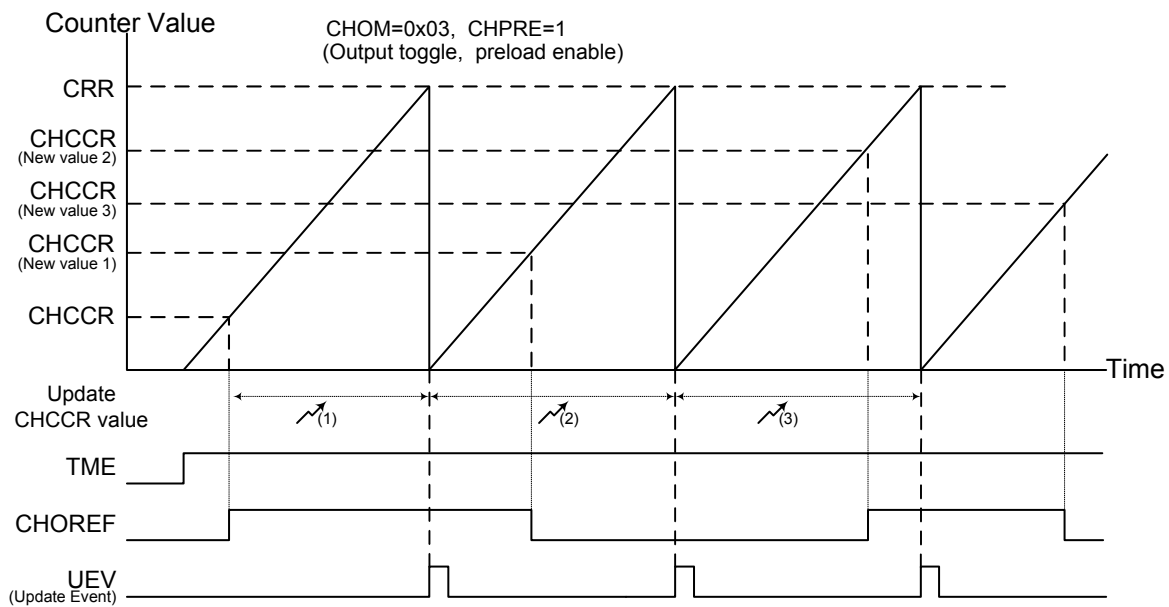 Counter Value
CHOM=0x03, CHPRE=1
(Output toggle, preload enable)
CRR
CHCCR
(New value 2)
CHCCR
(New value 3)
CHCCR
(New value 1)
CHCCR
Time
Update
CHCCR value
(1)
(2)
(3)
TME
CHOREF
UEV
(Update Event)